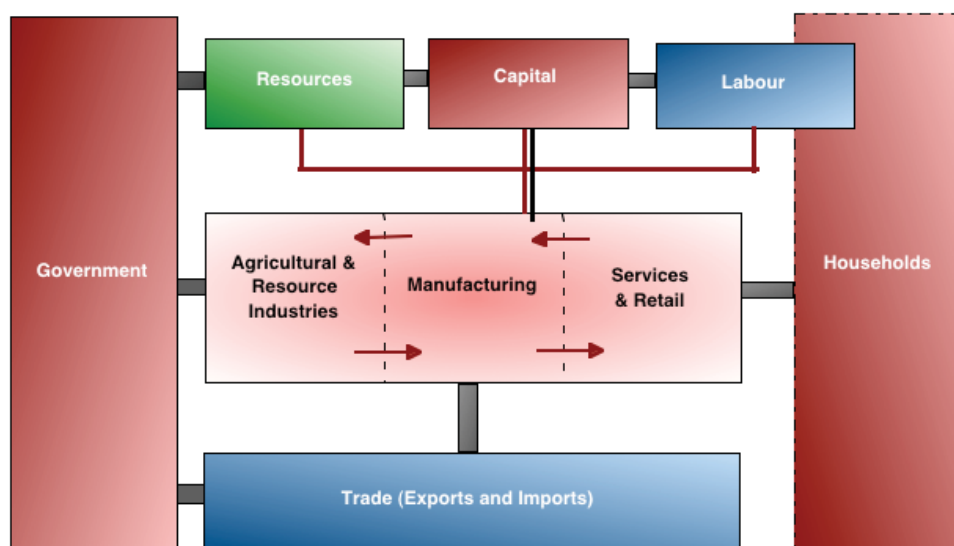 Resources
Capital
Labour
Government
Agricultural &
Resource
Industries
Manufacturing
Services
& Retail
Households
Trade (Exports and Imports)